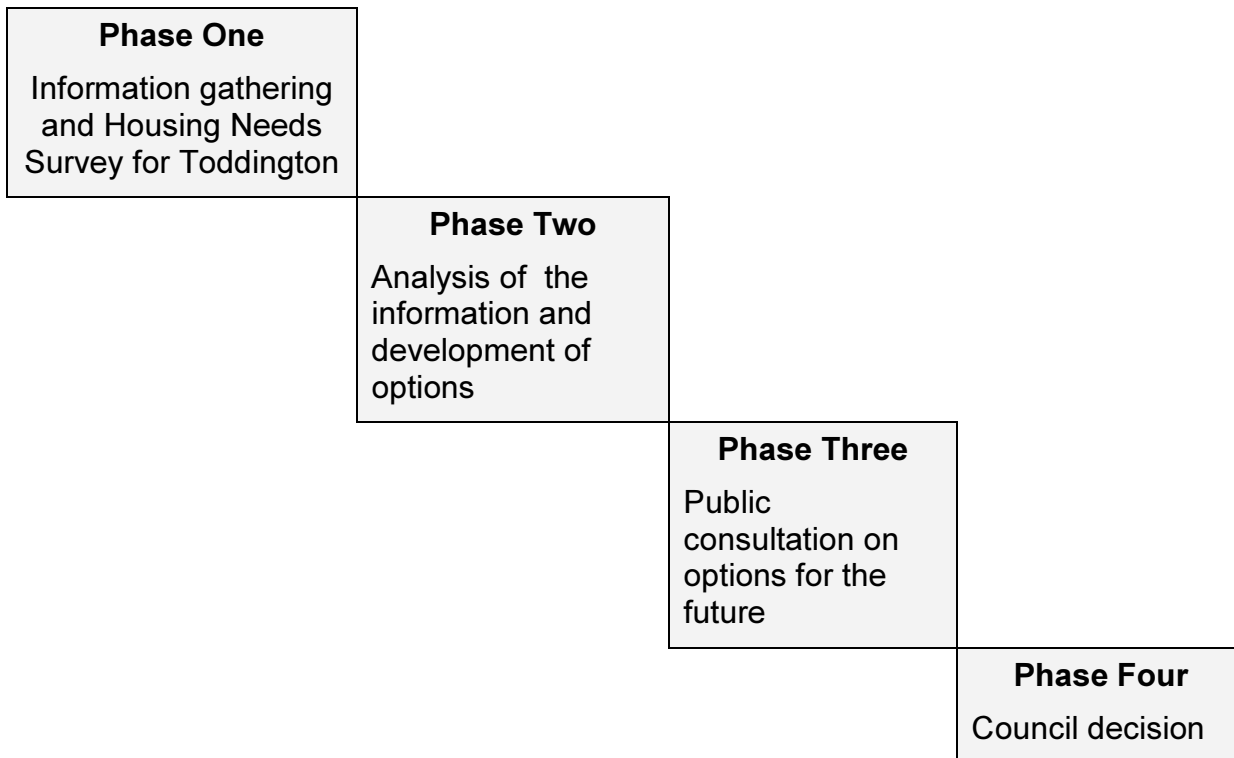 Phase One
Information gathering
and Housing Needs
Survey for Toddington
Phase Two
Analysis of  the
information and
development of
options
Phase Three
Public
consultation on
options for the
future
Phase Four
Council decision